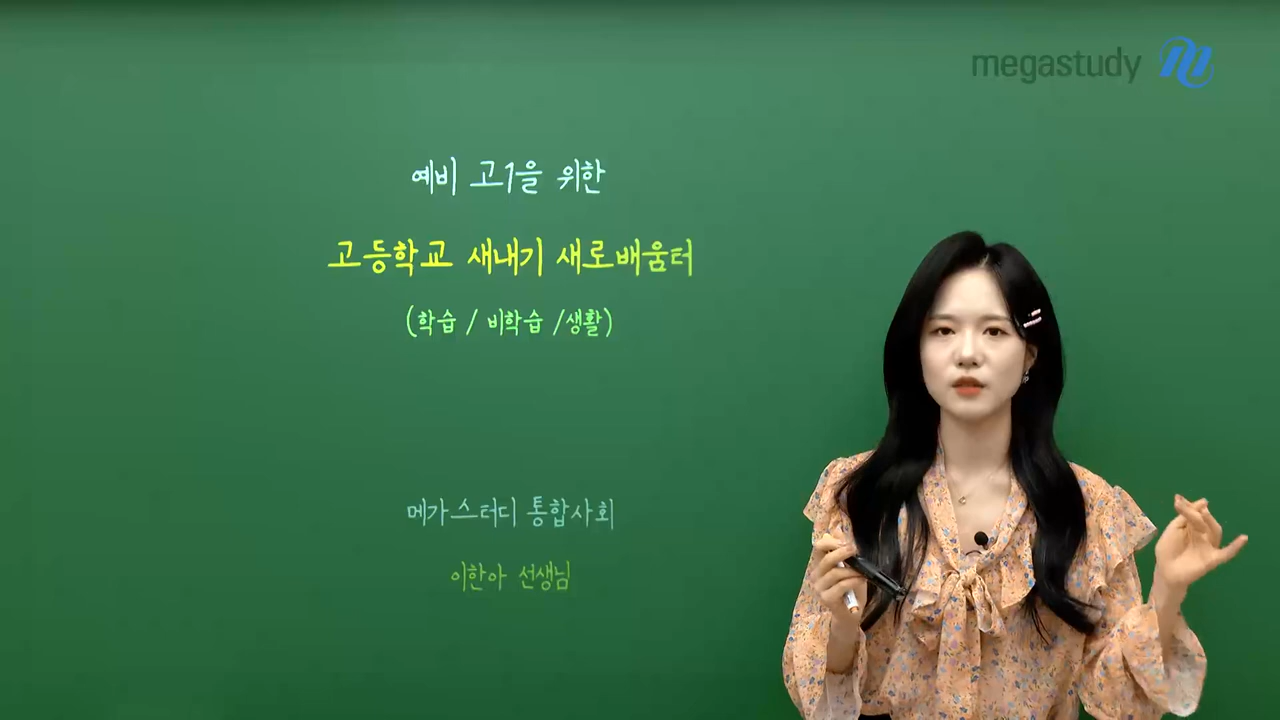 megastudy
예비 고1을 위한
고등학교 새내기 새로배움터
(학습 / 비학습 /생활)
메가스터디 통합사회
이한아 선생님